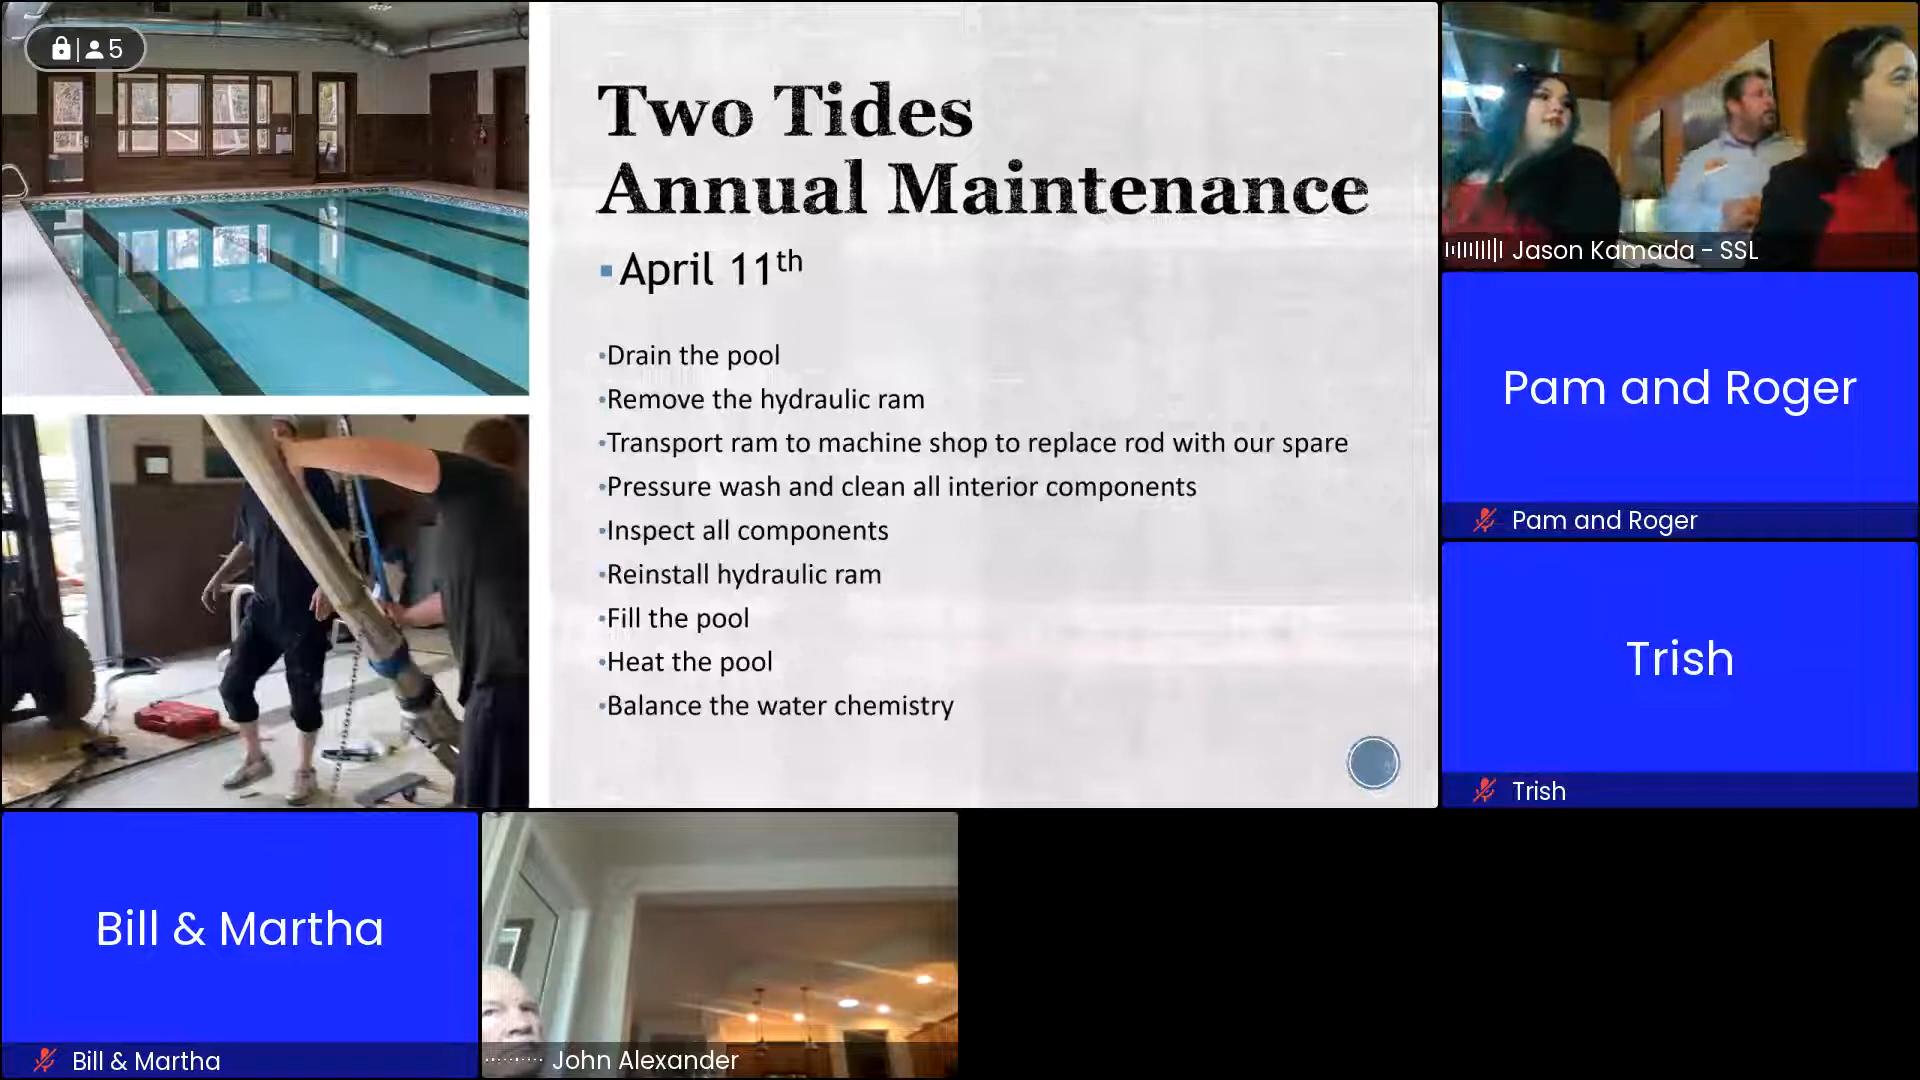 5
Two Tides
Annual Maintenance
▪ April 11th
•Drain the pool
•Remove the hydraulic ram
•Transport ram to machine shop to replace rod with our spare
•Pressure wash and clean all interior components
•Inspect all components
•Reinstall hydraulic ram
•Fill the pool
•Heat the pool
•Balance the water chemistry
Jason Kamada - SSL
Pam and Roger
Pam and Roger
Trish
Trish
Bill & Martha
Bill & Martha
John Alexander